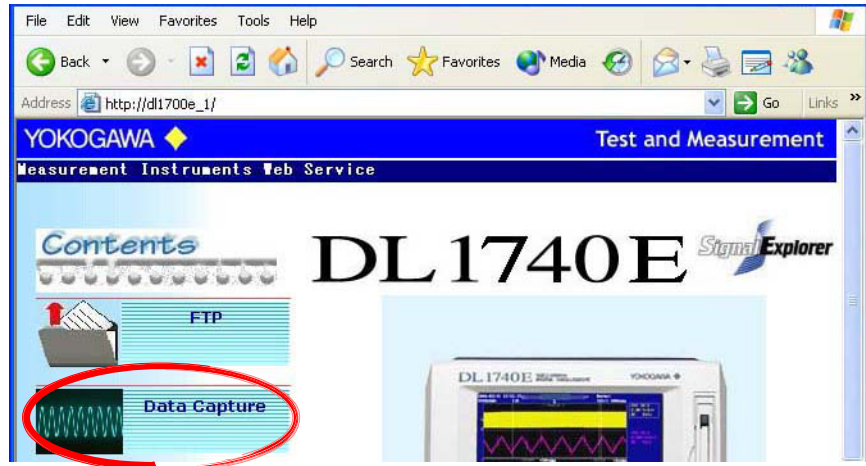 File Edit View Favorites Tools Help
Back Search Favorites Media
Address http://dl1700e_1/ Go Links »
YOKOGAWA Test and Measurement
Measurement Instruments Web Service
Contents
DL1740E Signal Explorer
FTP
Data Capture
DL1740E YOKOGAWA